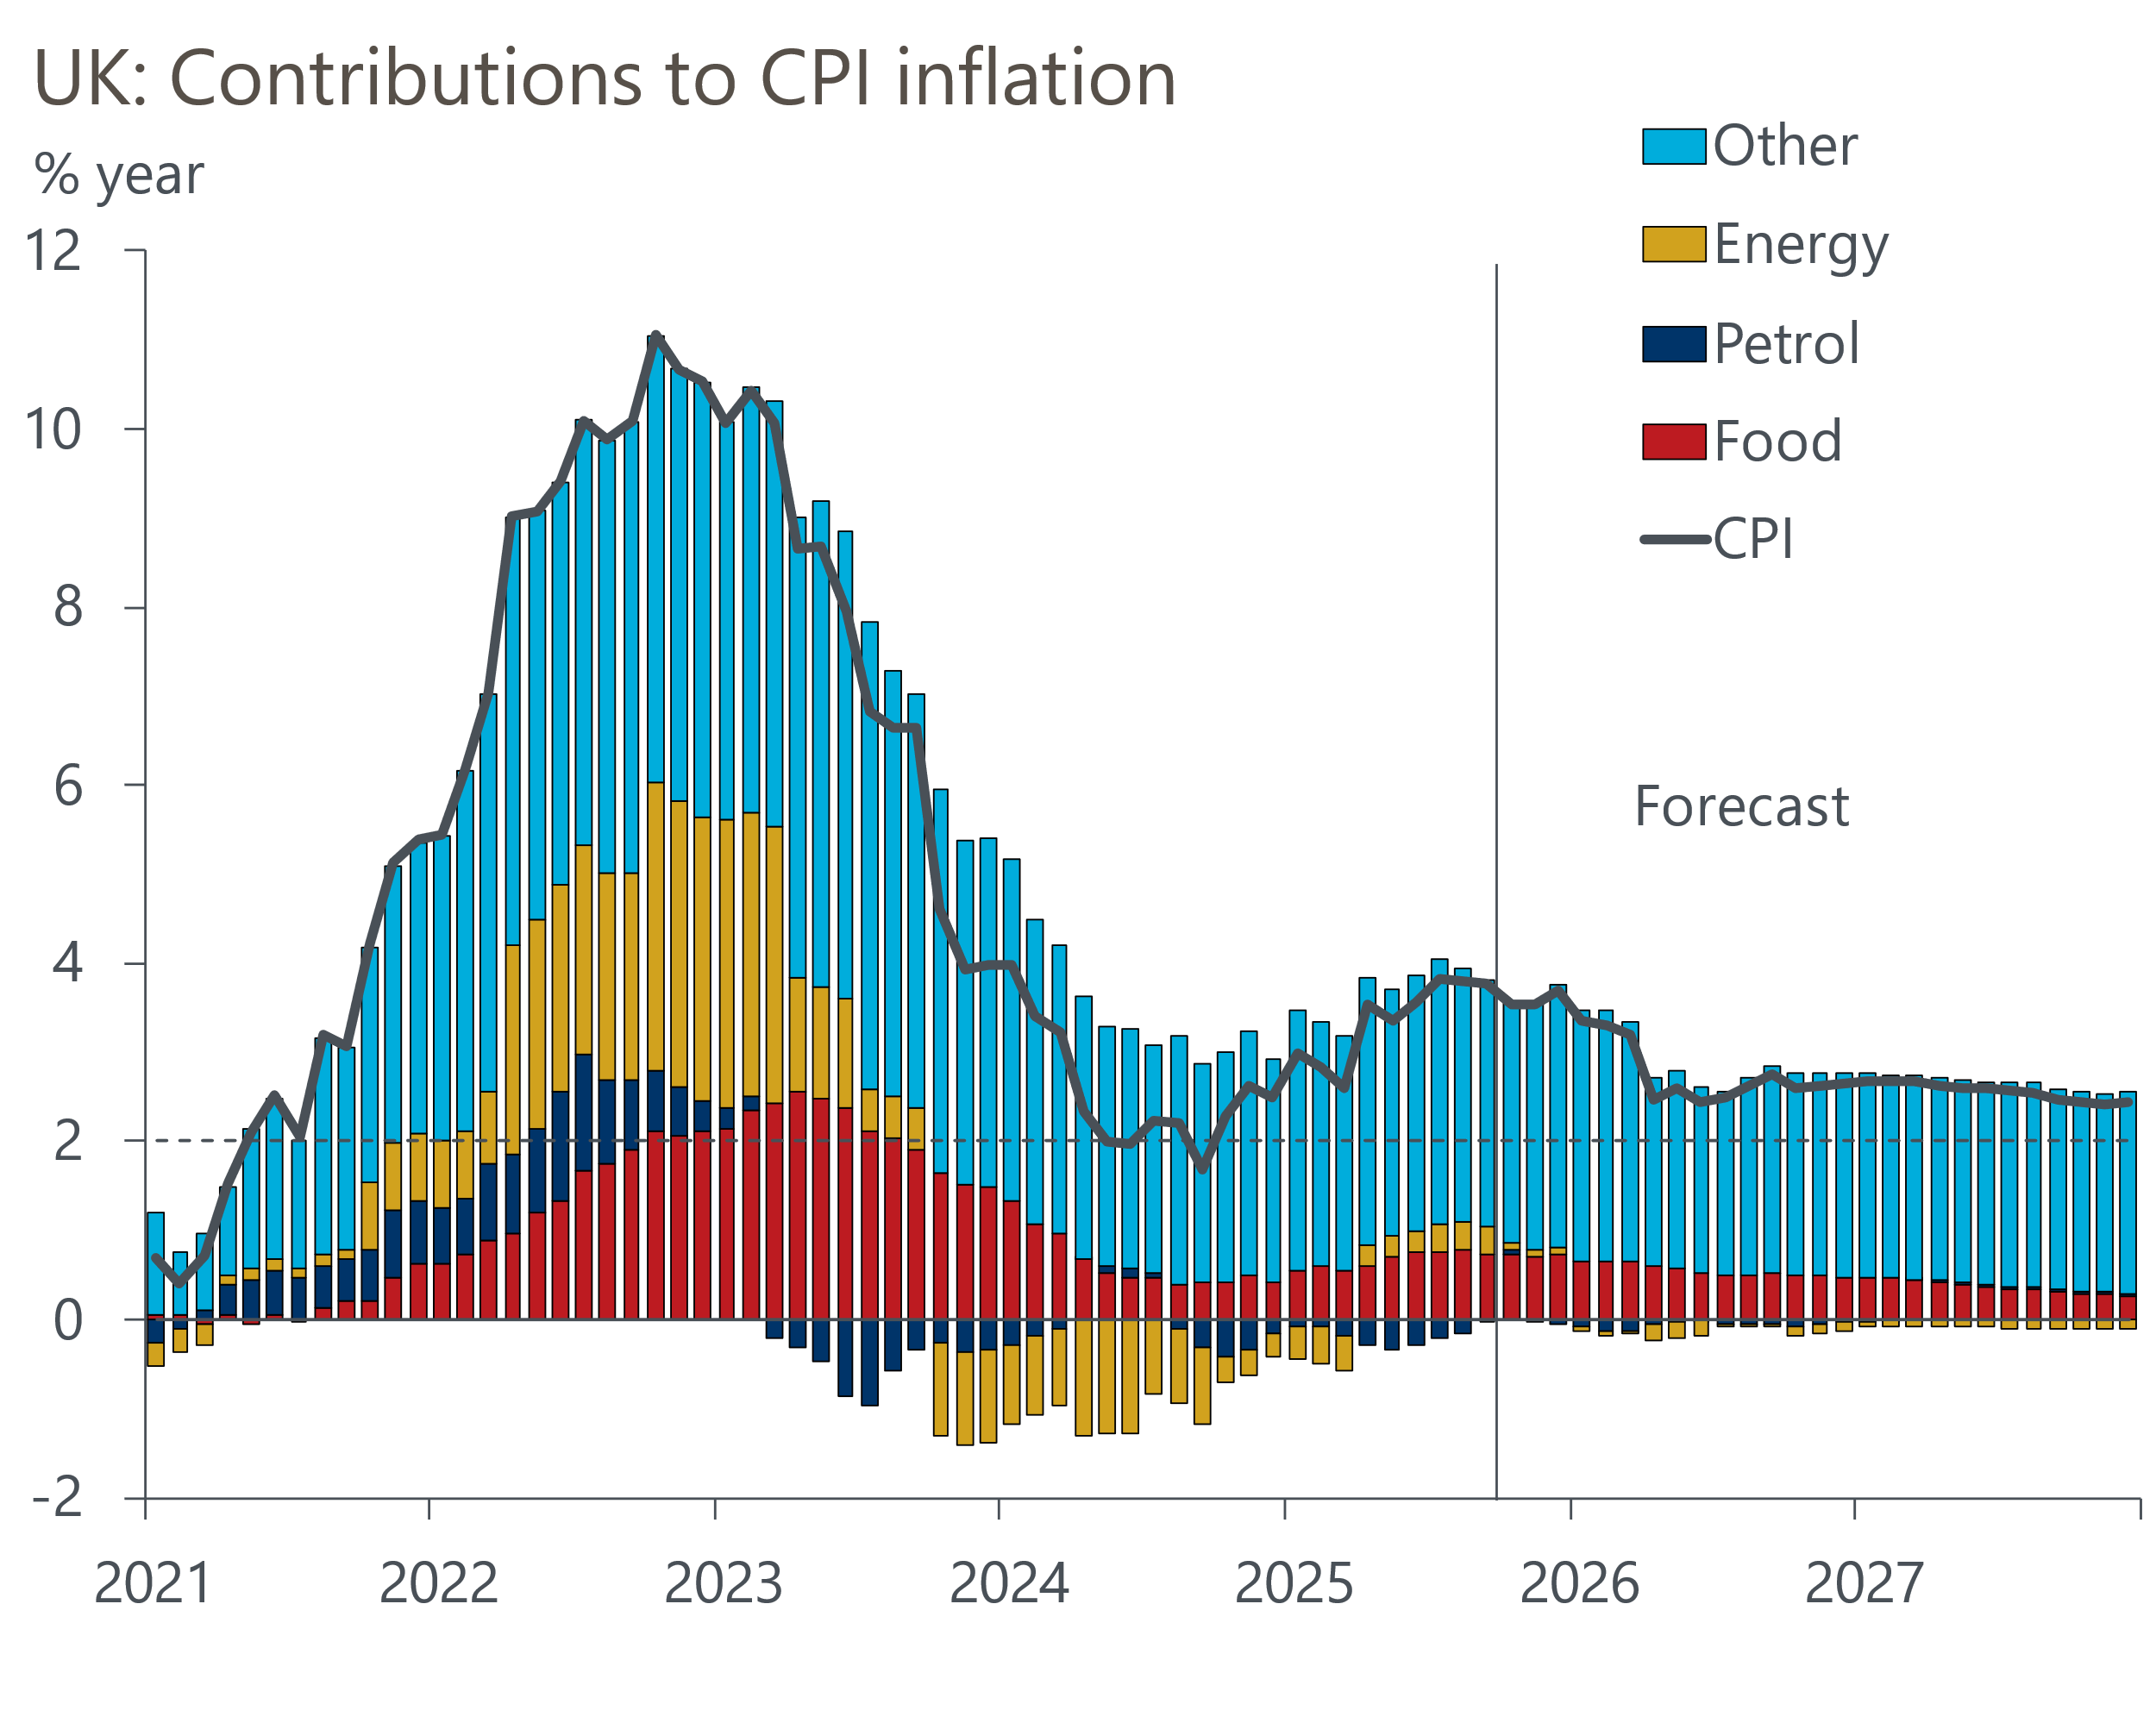 UK: Contributions to CPI inflation
% year
Other
Energy
Petrol
Food
CPI
12
10
8
6
4
2
0
-2
Forecast
2021 2022 2023 2024 2025 2026 2027